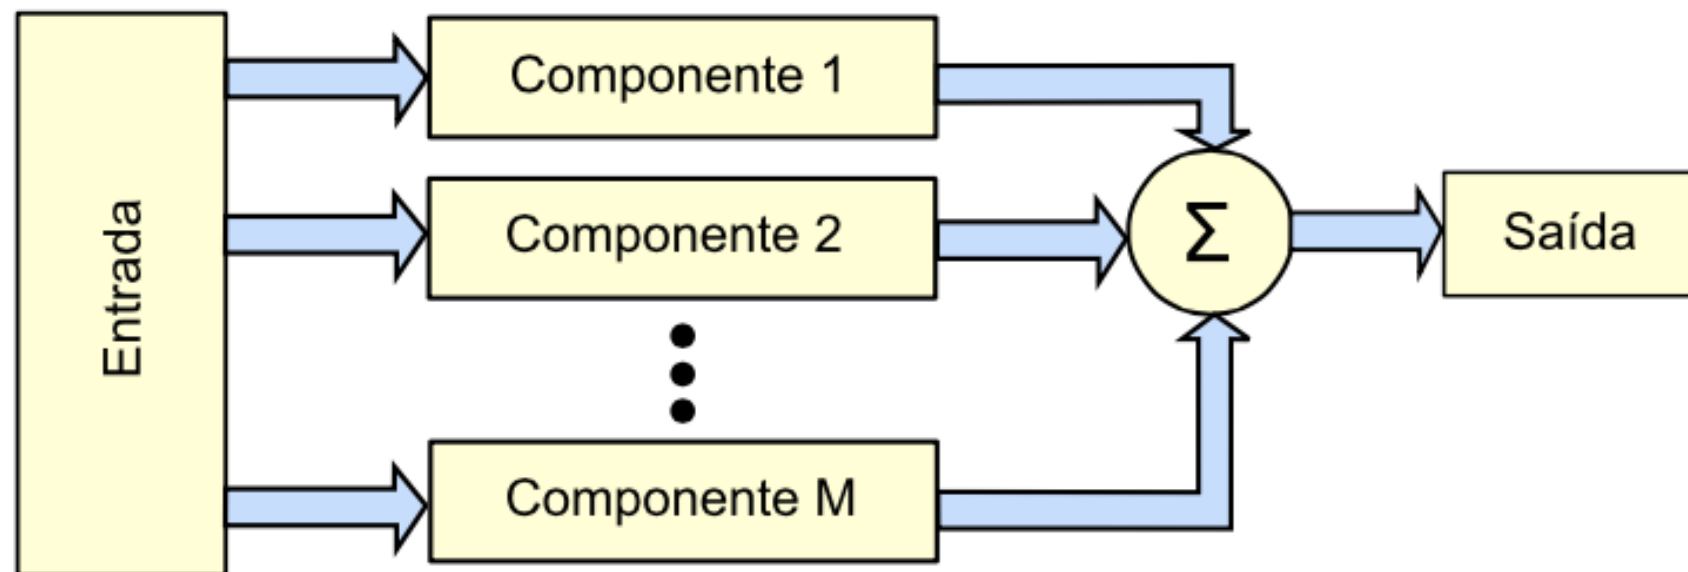 Entrada
Componente 1
Componente 2
Componente M
Σ
Saída